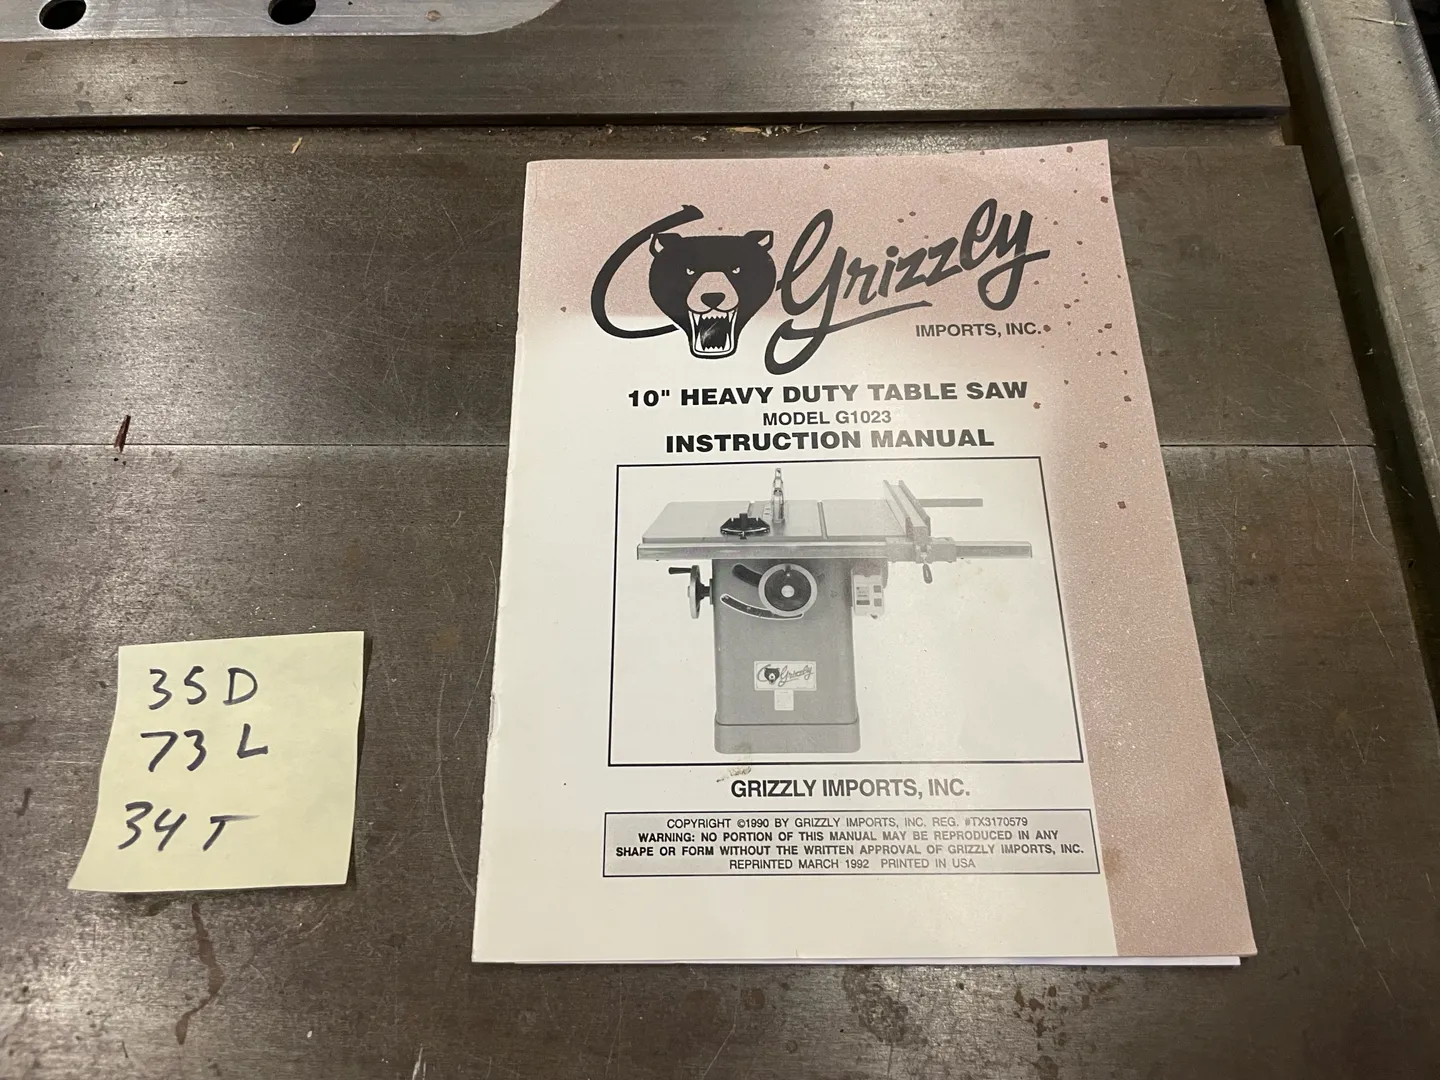 Grizzly
IMPORTS, INC.
10" HEAVY DUTY TABLE SAW
MODEL G1023
INSTRUCTION MANUAL
Grizzly
GRIZZLY IMPORTS, INC.
COPYRIGHT ©1990 BY GRIZZLY IMPORTS, INC. REG. #TX3170579
WARNING: NO PORTION OF THIS MANUAL MAY BE REPRODUCED IN ANY
SHAPE OR FORM WITHOUT THE WRITTEN APPROVAL OF GRIZZLY IMPORTS, INC.
REPRINTED MARCH 1992 PRINTED IN USA
35D
73L
34T